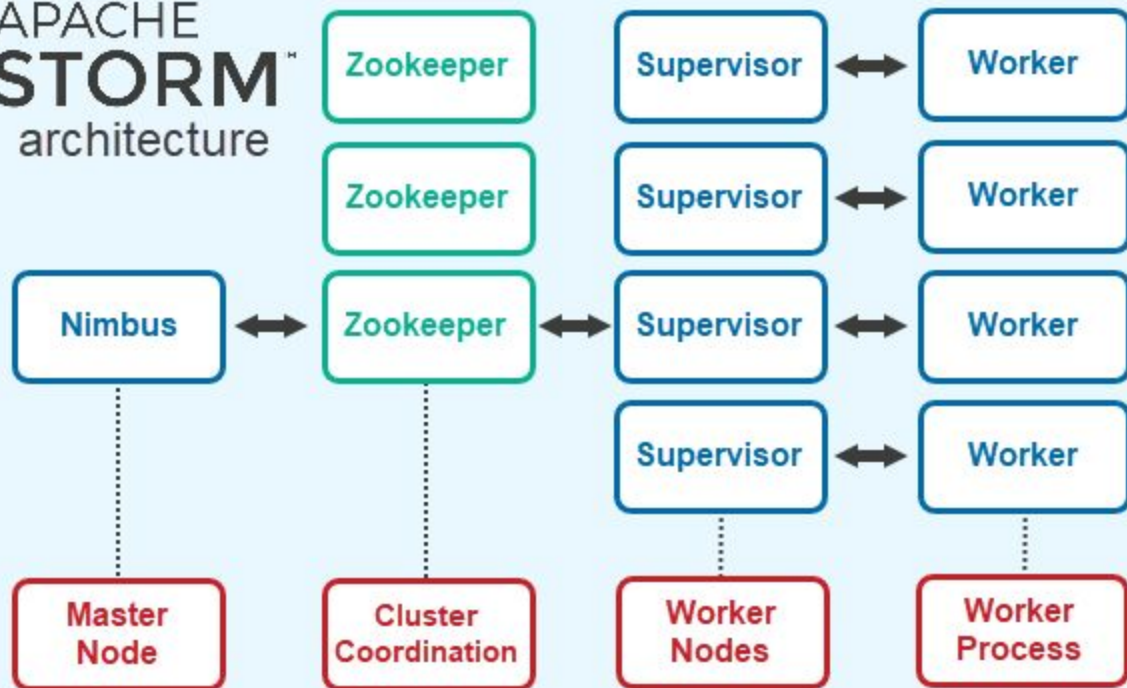 APACHE
STORM™
architecture
Zookeeper
Supervisor
Worker
Zookeeper
Supervisor
Worker
Nimbus
Zookeeper
Supervisor
Worker
Supervisor
Worker
Master
Node
Cluster
Coordination
Worker
Nodes
Worker
Process